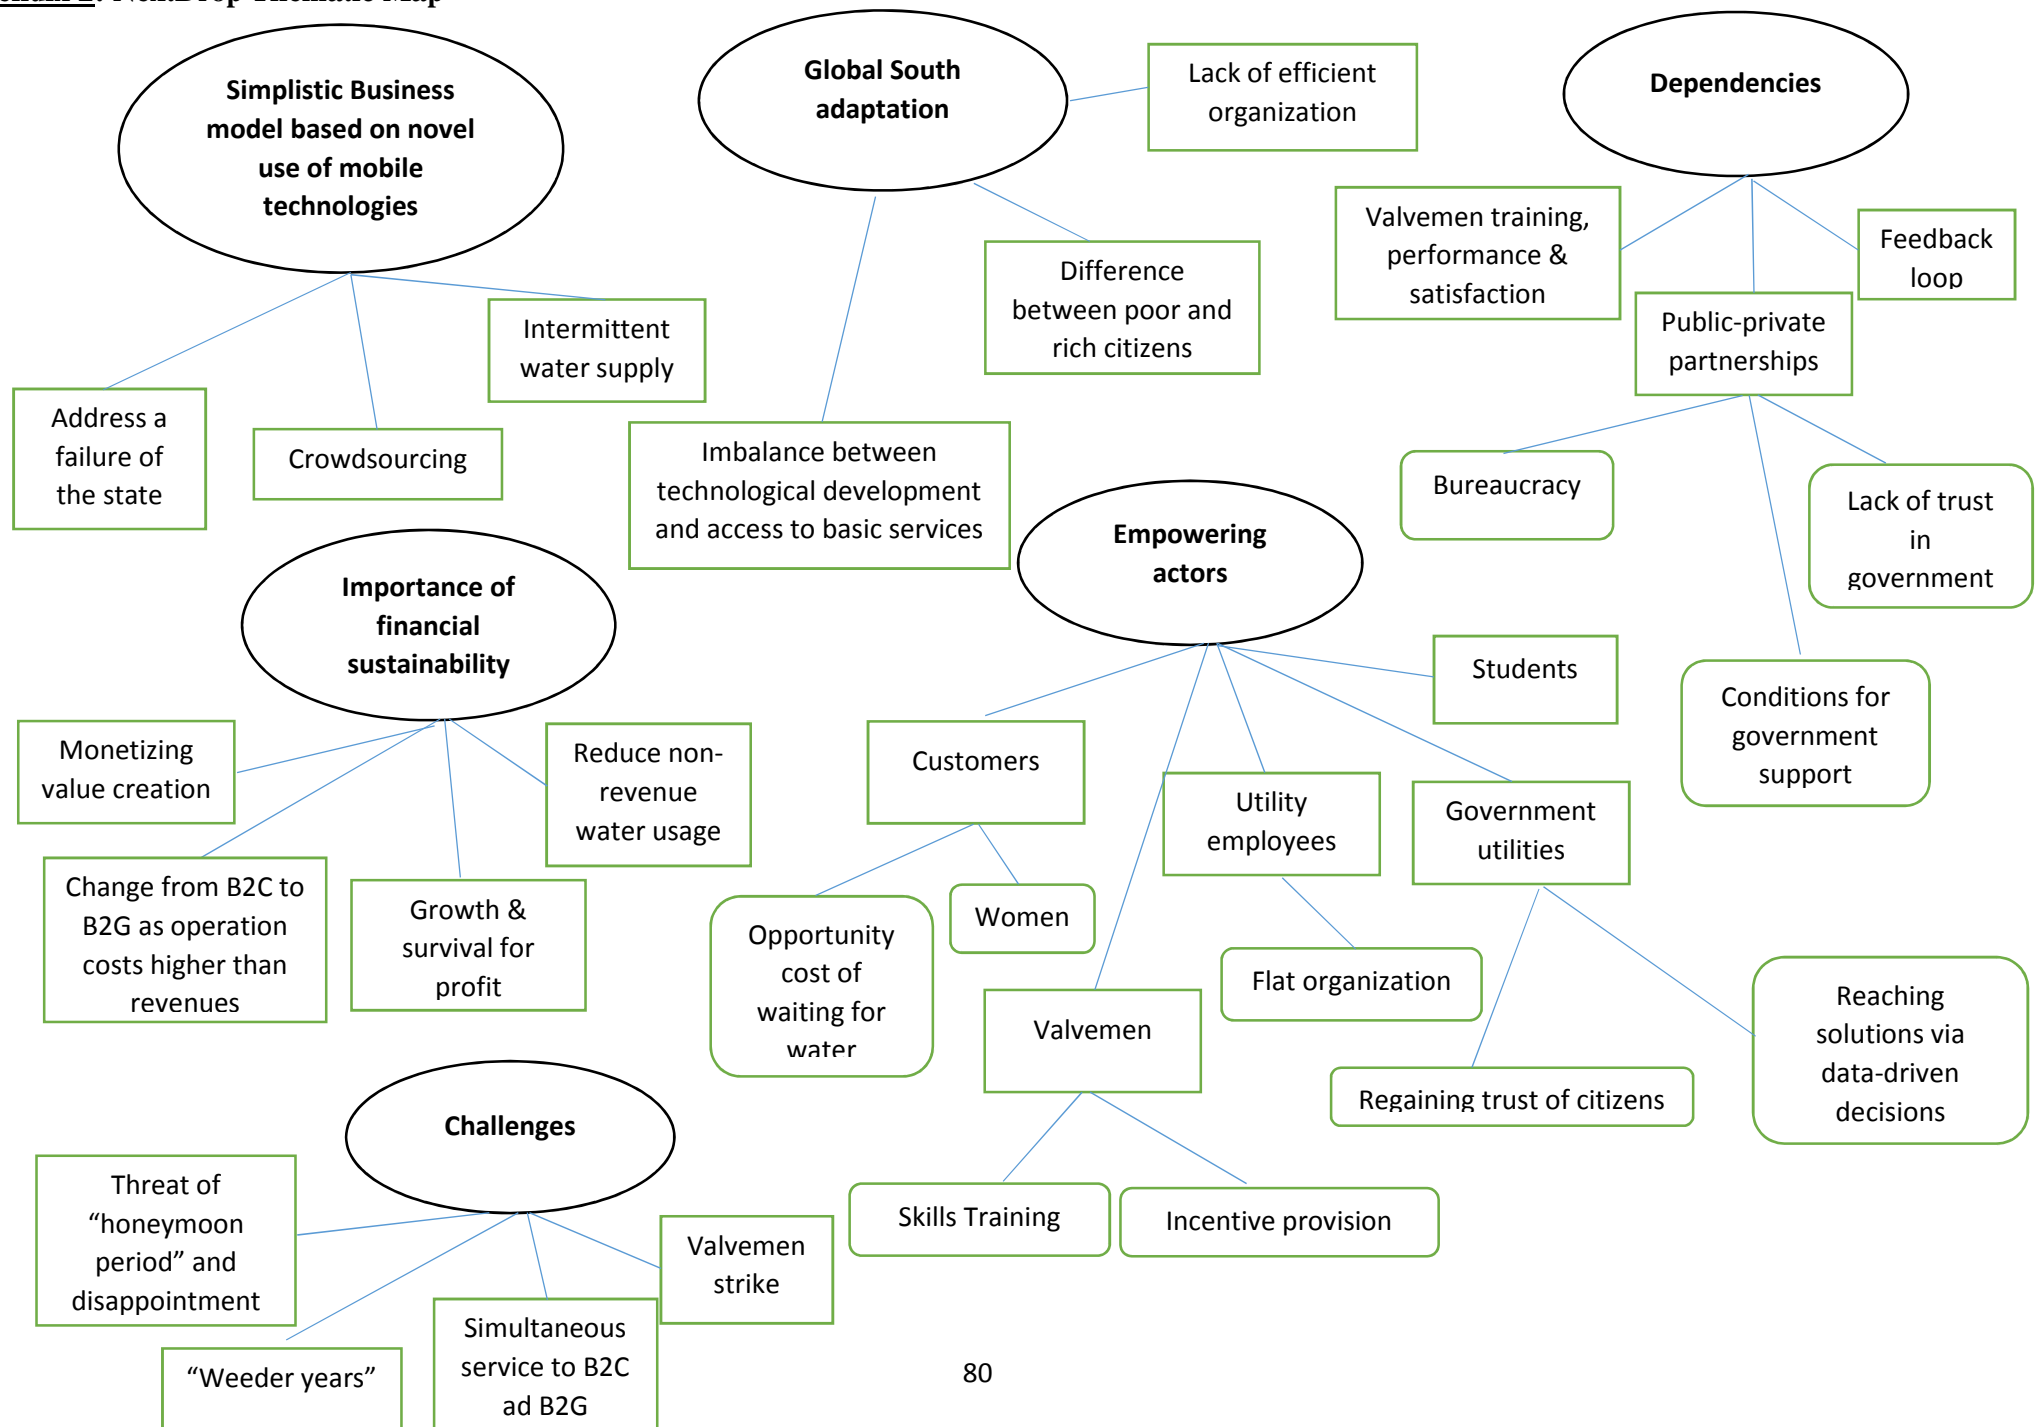 NextDrop Thematic Map
Simplistic Business
model based on novel
use of mobile
technologies
Address a
failure of
the state
Crowdsourcing
Intermittent
water supply
Global South
adaptation
Lack of efficient
organization
Difference
between poor and
rich citizens
Imbalance between
technological development
and access to basic services
Dependencies
Valvemen training,
performance &
satisfaction
Public-private
partnerships
Feedback
loop
Bureaucracy
Lack of trust
in
government
Conditions for
government
support
Importance of
financial
sustainability
Monetizing
value creation
Change from B2C to
B2G as operation
costs higher than
revenues
Growth &
survival for
profit
Reduce non-
revenue
water usage
Empowering
actors
Students
Customers
Utility
employees
Government
utilities
Opportunity
cost of
waiting for
water
Women
Valvemen
Flat organization
Regaining trust of citizens
Reaching
solutions via
data-driven
decisions
Skills Training
Incentive provision
Challenges
Threat of
“honeymoon
period” and
disappointment
“Weeder years”
Simultaneous
service to B2C
ad B2G
Valvemen
strike
80